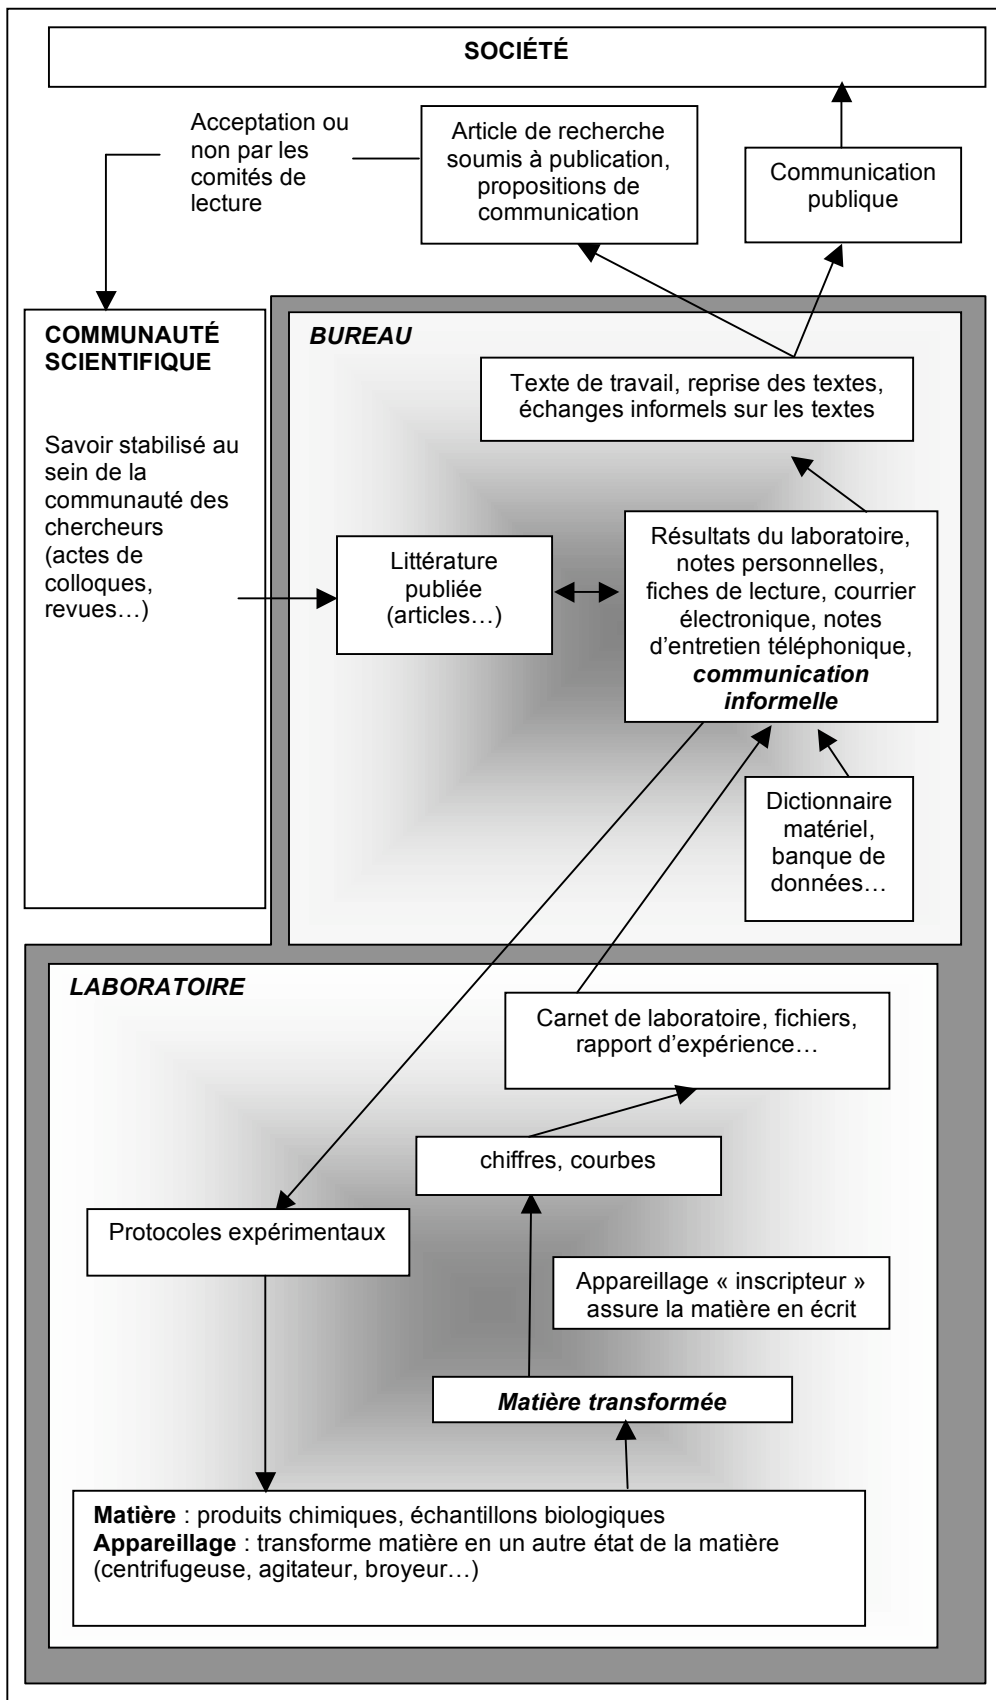 SOCIÉTÉ
Acceptation ou
non par les
comités de
lecture
Article de recherche
soumis à publication,
propositions de
communication
Communication
publique
COMMUNAUTÉ
SCIENTIFIQUE
Savoir stabilisé au
sein de la
communauté des
chercheurs
(actes de
colloques,
revues…)
BUREAU
Texte de travail, reprise des textes,
échanges informels sur les textes
Littérature
publiée
(articles…)
Résultats du laboratoire,
notes personnelles,
fiches de lecture, courrier
électronique, notes
d’entretien téléphonique,
communication
informelle
Dictionnaire
matériel,
banque de
données…
LABORATOIRE
Carnet de laboratoire, fichiers,
rapport d’expérience…
chiffres, courbes
Protocoles expérimentaux
Appareillage « inscripteur »
assure la matière en écrit
Matière transformée
Matière : produits chimiques, échantillons biologiques
Appareillage : transforme matière en un autre état de la matière
(centrifugeuse, agitateur, broyeur…)